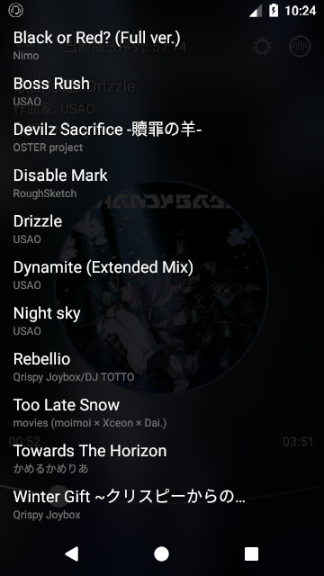 10:24
Black or Red? (Full ver.)
Nimo
Boss Rush
USAO
Devilz Sacrifice -贖罪の羊-
OSTER project
Disable Mark
RoughSketch
Drizzle
USAO
Dynamite (Extended Mix)
USAO
Night sky
USAO
Rebellio
Qrispy Joybox/DJ TOTTO
Too Late Snow
movies (moimoi × Xceon × Dai.)
00:52
03:51
Towards The Horizon
かめるかめりあ
Winter Gift ~クリスピーからの...
Qrispy Joybox